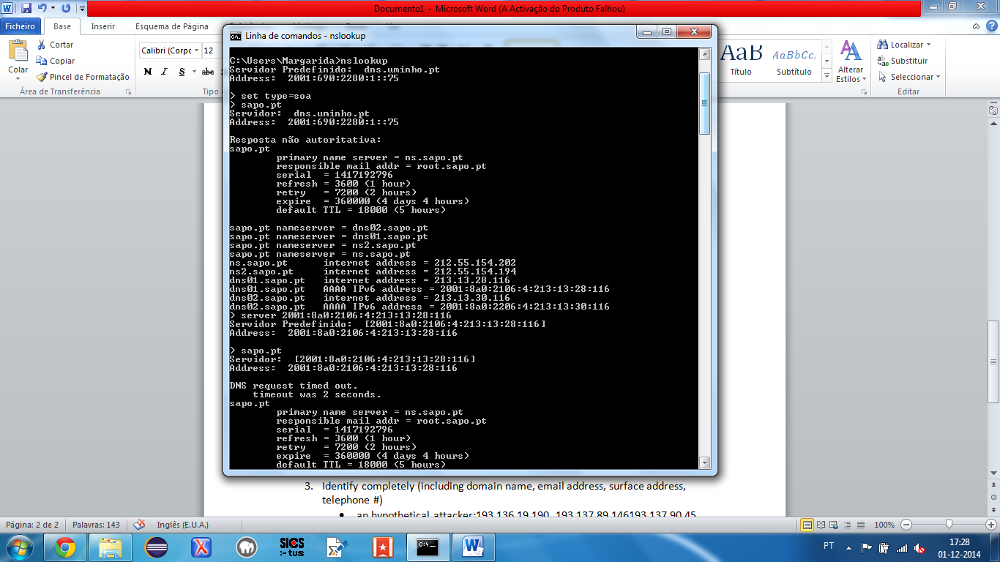 Documento1 - Microsoft Word (A Activação do Produto Falhou)
Ficheiro Base Inserir Esquema de Página
Linha de comandos - nslookup
Colar
Cortar
Copiar
Pincel de Formatação
Área de Transferência
Calibri (Corpc 12
N I S abc
Tipo
AaB AaBbCc.
Título Subtítulo
Alterar
Estilos
Localizar
Substituir
Seleccionar
Editar
C:\Users\Margarida>nslookup
Servidor Predefinido: dns.uminho.pt
Address: 2001:690:2280:1::75
> set type=soa
> sapo.pt
Servidor: dns.uminho.pt
Address: 2001:690:2280:1::75
Resposta não autoritativa:
sapo.pt
primary name server = ns.sapo.pt
responsible mail addr = root.sapo.pt
serial = 1417192796
refresh = 3600 (1 hour)
retry = 7200 (2 hours)
expire = 360000 (4 days 4 hours)
default TTL = 18000 (5 hours)
sapo.pt nameserver = dns02.sapo.pt
sapo.pt nameserver = dns01.sapo.pt
sapo.pt nameserver = ns2.sapo.pt
sapo.pt nameserver = ns.sapo.pt
ns.sapo.pt internet address = 212.55.154.202
ns2.sapo.pt internet address = 212.55.154.194
dns01.sapo.pt internet address = 213.13.28.116
dns01.sapo.pt AAAA IPv6 address = 2001:8a0:2106:4:213:13:28:116
dns02.sapo.pt internet address = 213.13.30.116
dns02.sapo.pt AAAA IPv6 address = 2001:8a0:2206:4:213:13:30:116
> server 2001:8a0:2106:4:213:13:28:116
Servidor Predefinido: [2001:8a0:2106:4:213:13:28:116]
Address: 2001:8a0:2106:4:213:13:28:116
> sapo.pt
Servidor: [2001:8a0:2106:4:213:13:28:116]
Address: 2001:8a0:2106:4:213:13:28:116
DNS request timed out.
timeout was 2 seconds.
sapo.pt
primary name server = ns.sapo.pt
responsible mail addr = root.sapo.pt
serial = 1417192796
refresh = 3600 (1 hour)
retry = 7200 (2 hours)
expire = 360000 (4 days 4 hours)
default TTL = 18000 (5 hours)
3. Identify completely (including domain name, email address, surface address,
telephone #)
• an hypothetical attacker:193.136.19.190, 193.137.89.146193.137.90.45
Página: 2 de 2 Palavras: 143 Inglês (E.U.A.) 100%
SICS
:-tus
PT
17:28
01-12-2014